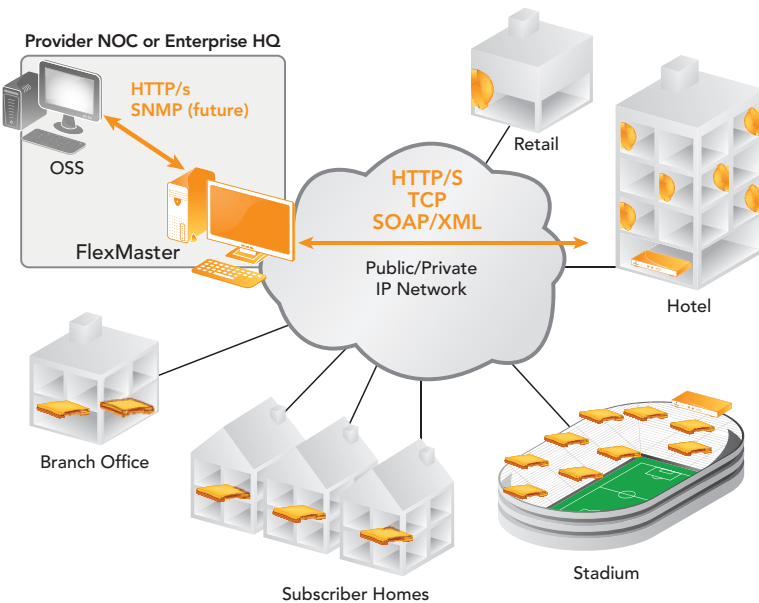 Provider NOC or Enterprise HQ
HTTP/s
SNMP (future)
OSS
FlexMaster
HTTP/S
TCP
SOAP/XML
Public/Private
IP Network
Retail
Hotel
Branch Office
Subscriber Homes
Stadium